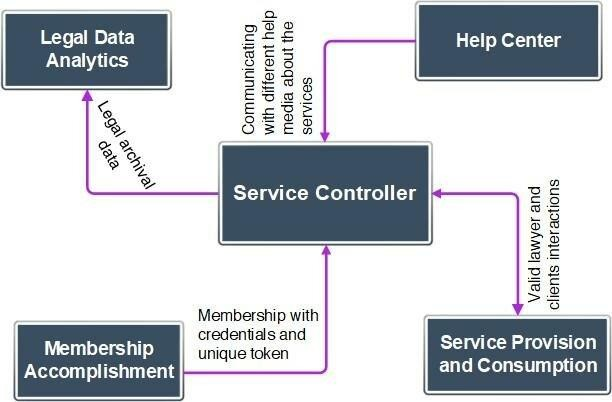 Legal Data
Analytics
Communicating
with different help
media about the
services
Help Center
Legal archival
data
Service Controller
Valid lawyer and
clients interactions
Membership with
credentials and
unique token
Membership
Accomplishment
Service Provision
and Consumption